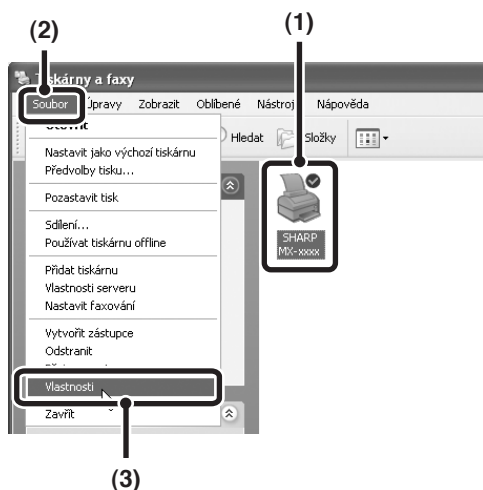 (2)
(1)
Tiskárny a faxy
Soubor Úpravy Zobrazit Oblíbené Nástroje Nápověda
Hledat Složky
Nastavit jako výchozí tiskárnu
Předvolby tisku...
Pozastavit tisk
Sdílení...
Používat tiskárnu offline
Přidat tiskárnu
Vlastnosti serveru
Nastavit faxování
Vytvořit zástupce
Odstranit
Vlastnosti
Zavřít
SHARP
MX-xxxx
(3)